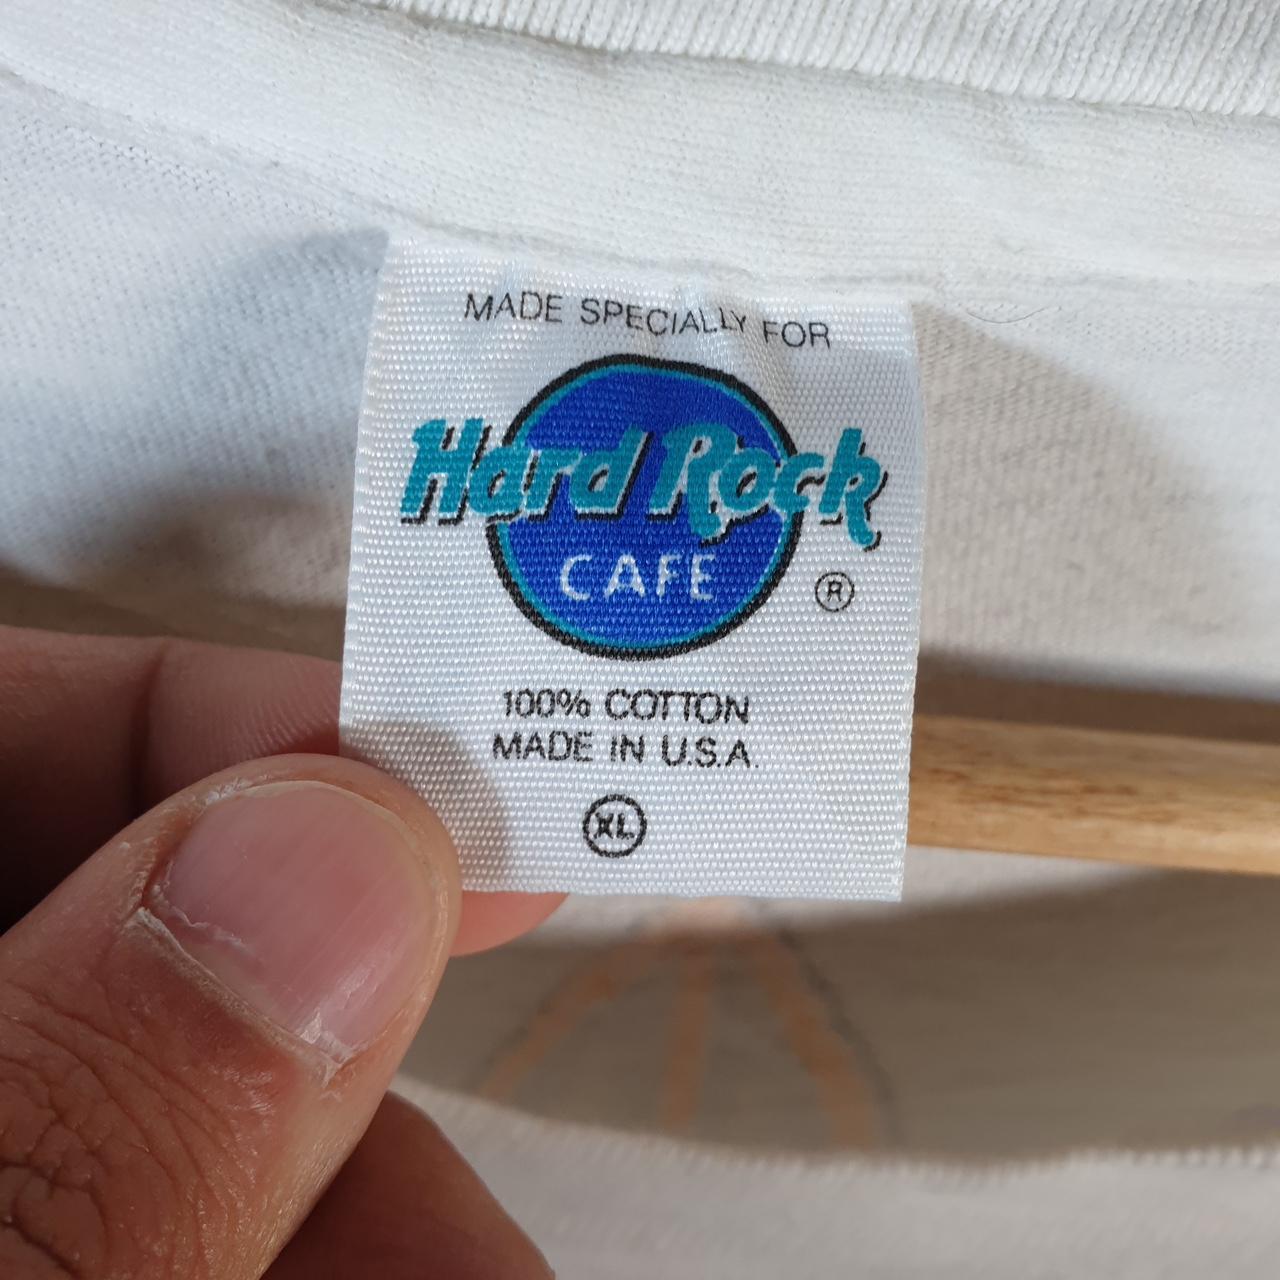 MADE SPECIALLY FOR
Hard Rock
CAFE
®
100% COTTON
MADE IN U.S.A.
XL